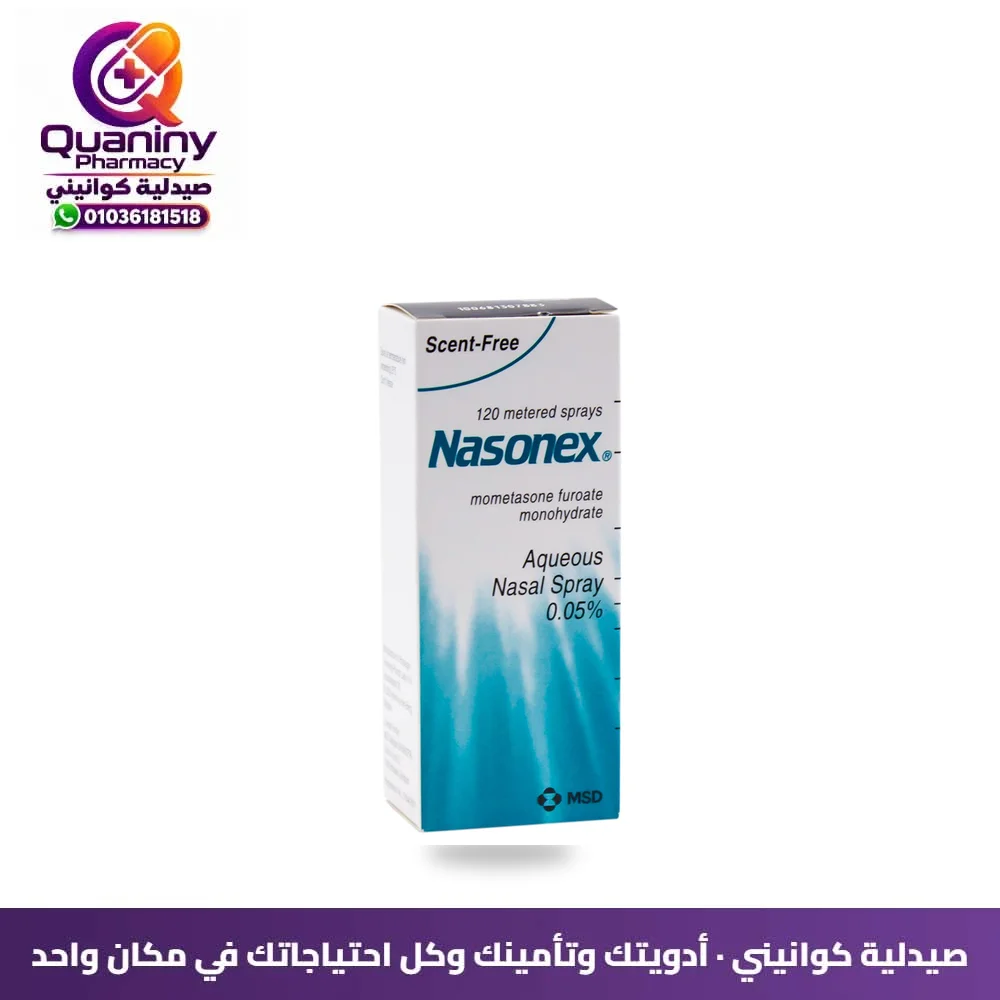 Quaniny
Pharmacy
صيدلية كوانيني
01036181518
Scent-Free
120 metered sprays
Nasonex®
mometasone furoate
monohydrate
Aqueous
Nasal Spray
0.05%
MSD
صيدلية كوانيني · أدويتك وتأمينك وكل احتياجاتك في مكان واحد